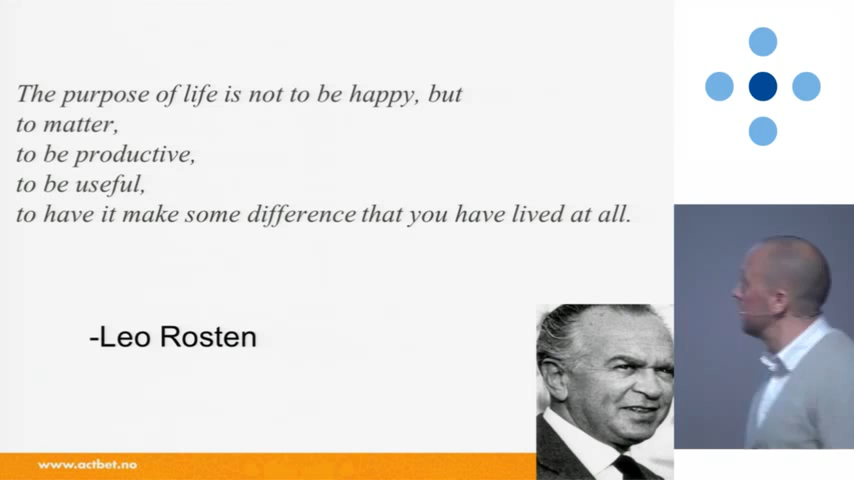 The purpose of life is not to be happy, but
to matter,
to be productive,
to be useful,
to have it make some difference that you have lived at all.
-Leo Rosten
www.actbet.no